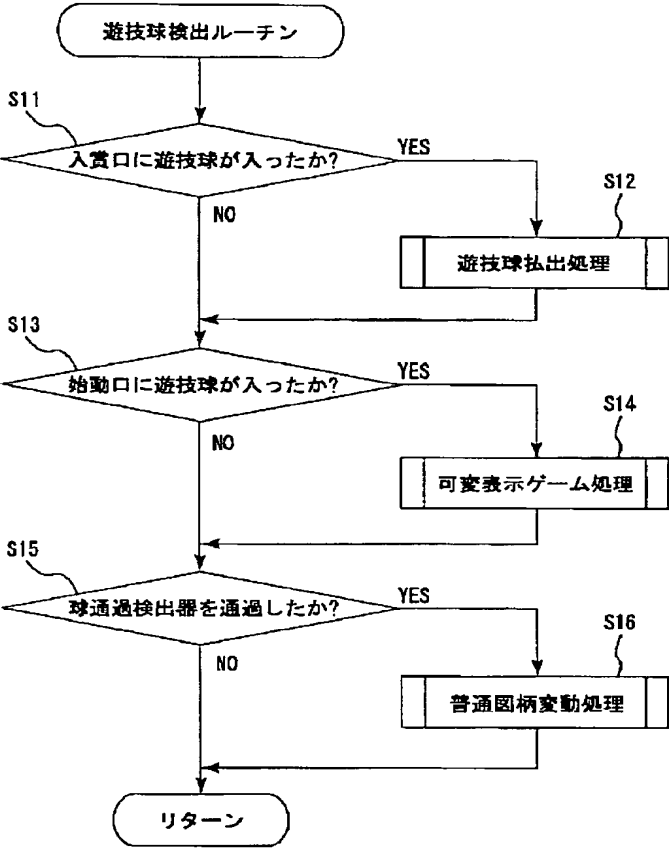 遊技球検出ルーチン
S11
入賞口に遊技球が入ったか?
YES
NO
S12
遊技球払出処理
S13
始動口に遊技球が入ったか?
YES
NO
S14
可変表示ゲーム処理
S15
球通過検出器を通過したか?
YES
NO
S16
普通図柄変動処理
リターン